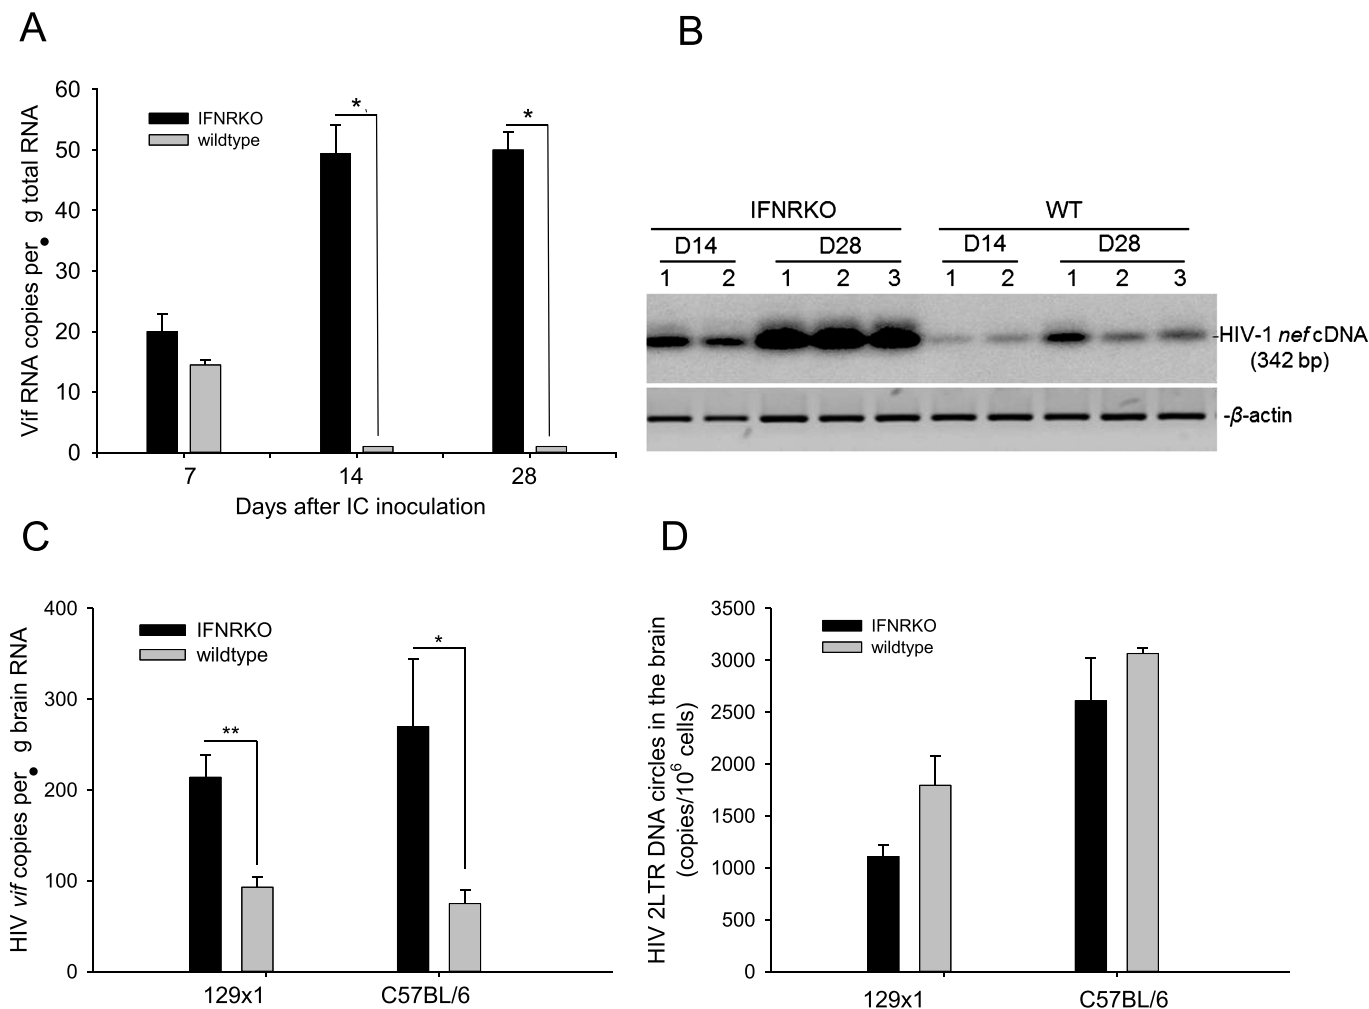 A
60
50
40
30
20
10
0
Vif RNA copies per• g total RNA
IFNRKO
wildtype
*
*
7 14 28
Days after IC inoculation
B
IFNRKO WT
D14 D28 D14 D28
1 2 1 2 3 1 2 1 2 3
-HIV-1 nef cDNA
(342 bp)
-β-actin
C
400
300
200
100
0
HIV vif copies per• g brain RNA
IFNRKO
wildtype
**
*
129x1 C57BL/6
D
3500
3000
2500
2000
1500
1000
500
0
HIV 2LTR DNA circles in the brain
(copies/10⁶ cells)
IFNRKO
wildtype
129x1 C57BL/6